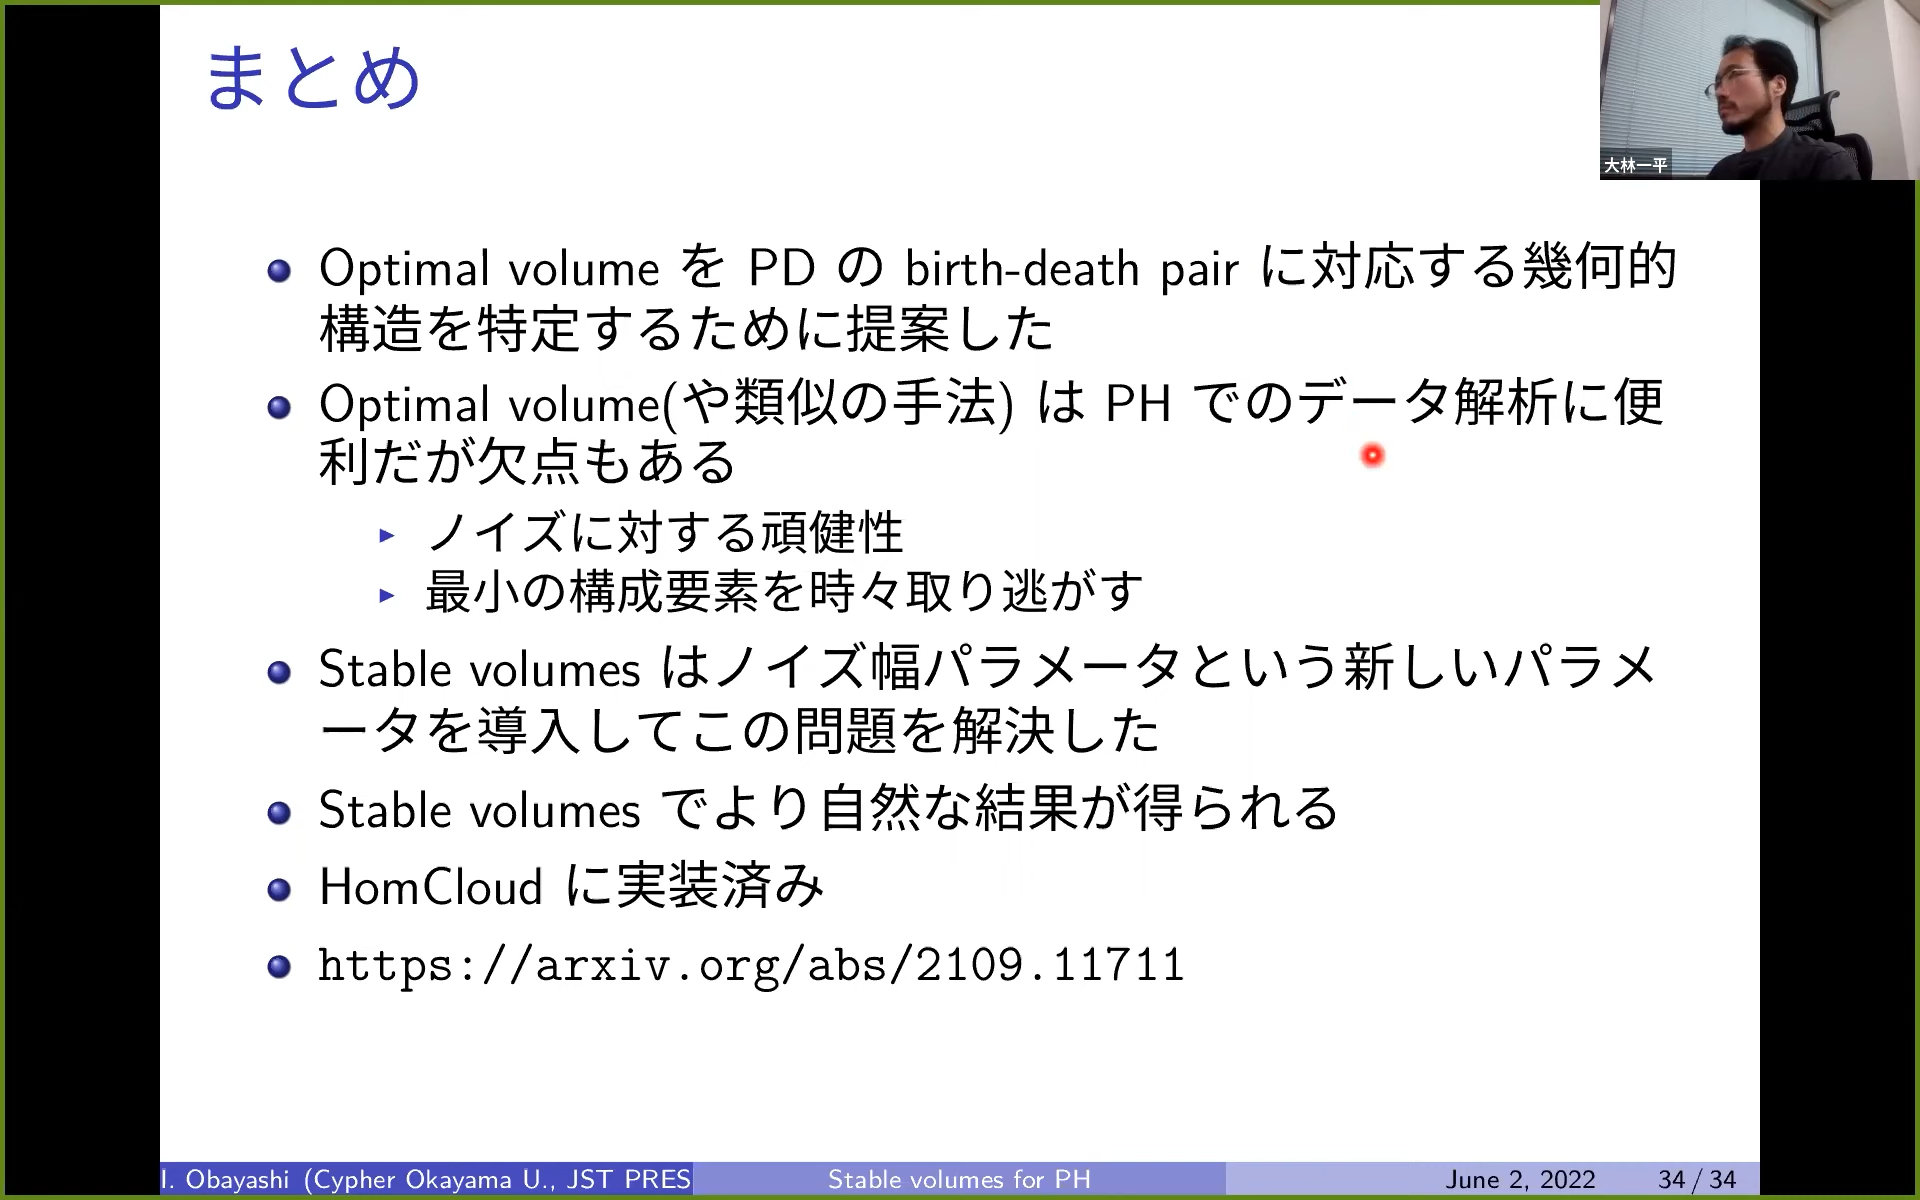 まとめ
大林一平
Optimal volume を PD の birth-death pair に対応する幾何的
構造を特定するために提案した
Optimal volume(や類似の手法) は PH でのデータ解析に便
利だが欠点もある
ノイズに対する頑健性
最小の構成要素を時々取り逃がす
Stable volumes はノイズ幅パラメータという新しいパラメ
ータを導入してこの問題を解決した
Stable volumes でより自然な結果が得られる
HomCloud に実装済み
https://arxiv.org/abs/2109.11711
I. Obayashi (Cypher Okayama U., JST PRES
Stable volumes for PH
June 2, 2022
34 / 34